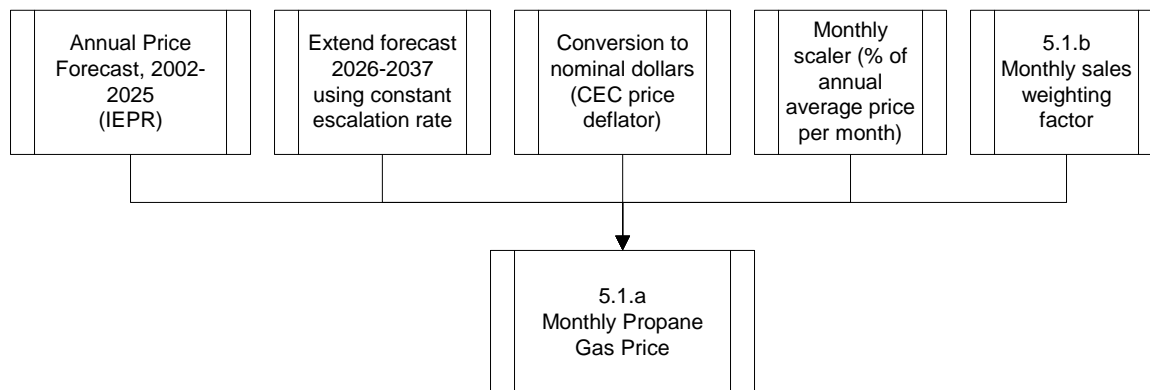 Annual Price
Forecast, 2002-
2025
(IEPR)
Extend forecast
2026-2037
using constant
escalation rate
Conversion to
nominal dollars
(CEC price
deflator)
Monthly
scaler (% of
annual
average price
per month)
5.1.b
Monthly sales
weighting
factor
5.1.a
Monthly Propane
Gas Price